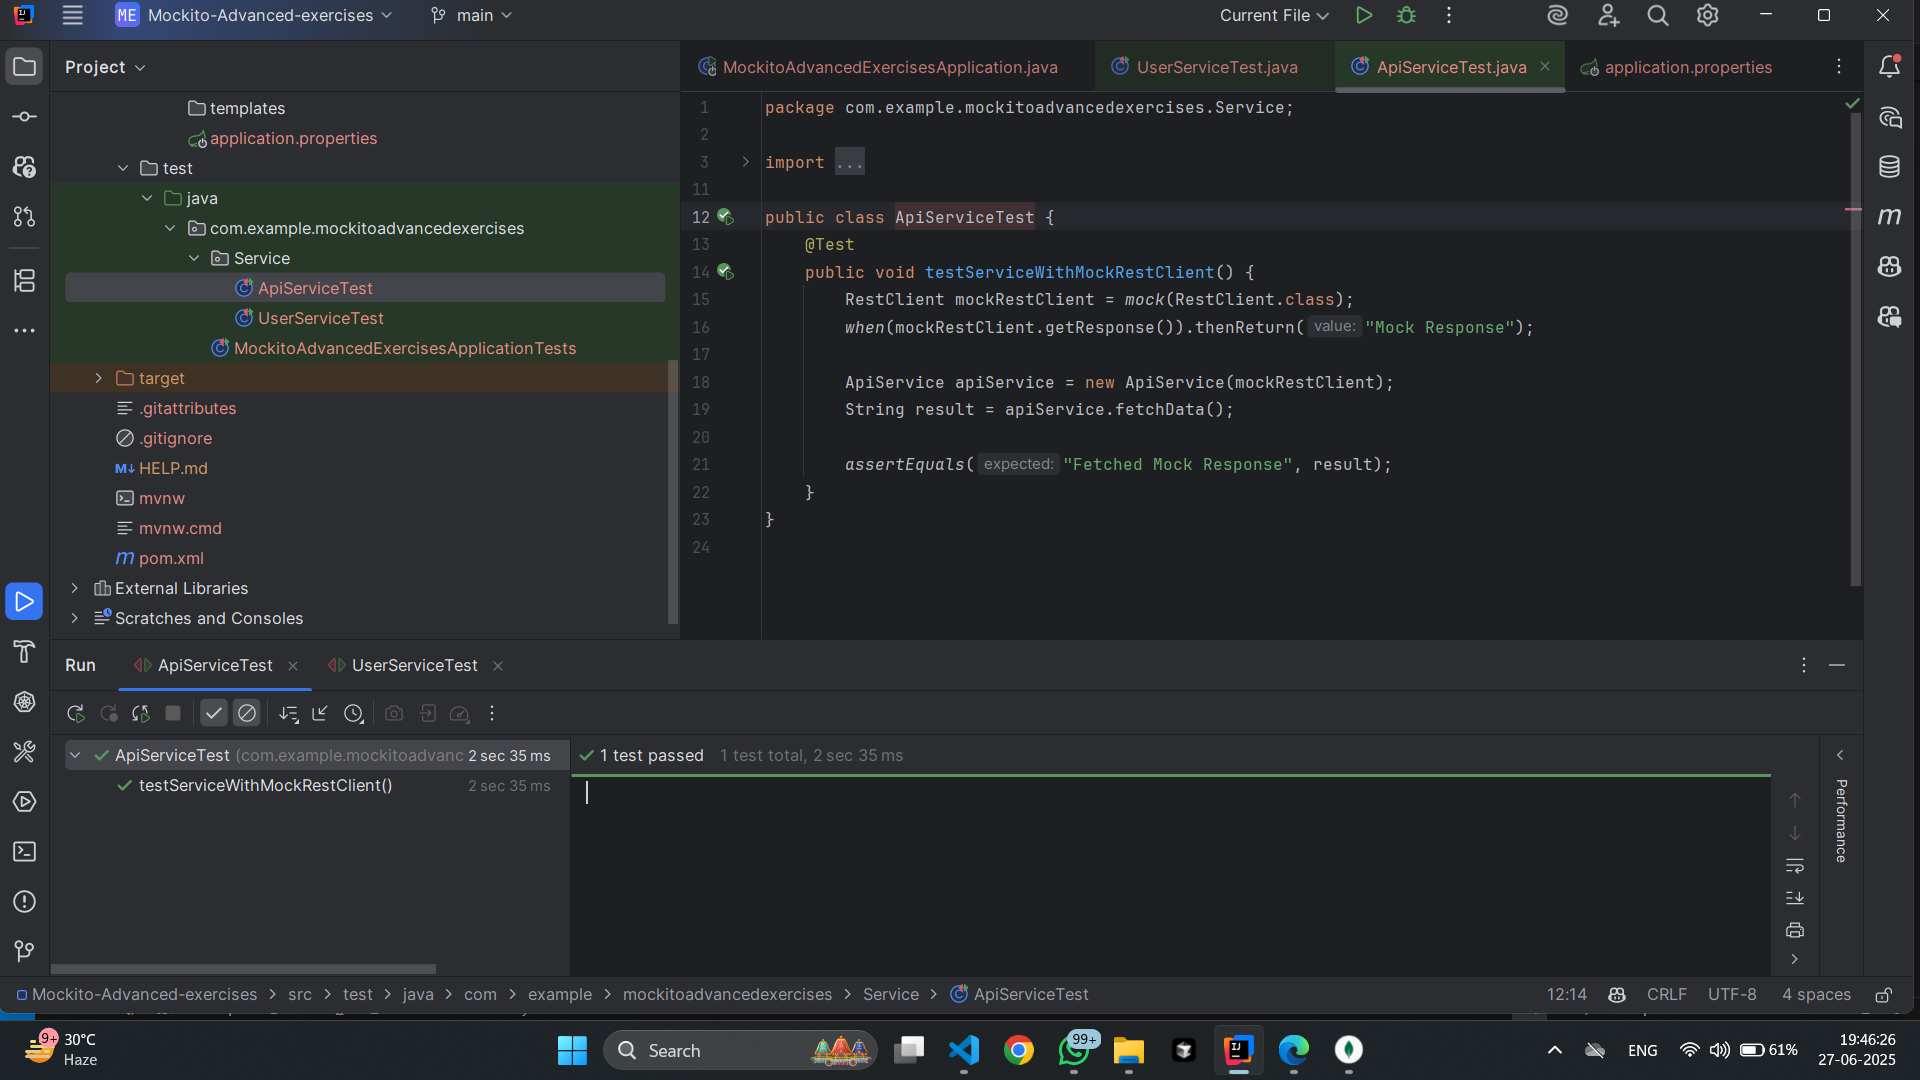 ME Mockito-Advanced-exercises main Current File
Project
MockitoAdvancedExercisesApplication.java UserServiceTest.java ApiServiceTest.java application.properties
templates
application.properties
test
java
com.example.mockitoadvancedexercises
Service
ApiServiceTest
UserServiceTest
MockitoAdvancedExercisesApplicationTests
target
.gitattributes
.gitignore
M↓ HELP.md
mvnw
mvnw.cmd
m pom.xml
External Libraries
Scratches and Consoles
1 package com.example.mockitoadvancedexercises.Service;
2
3 import ...
11
12 public class ApiServiceTest {
13 @Test
14 public void testServiceWithMockRestClient() {
15 RestClient mockRestClient = mock(RestClient.class);
16 when(mockRestClient.getResponse()).thenReturn( value: "Mock Response");
17
18 ApiService apiService = new ApiService(mockRestClient);
19 String result = apiService.fetchData();
20
21 assertEquals( expected: "Fetched Mock Response", result);
22 }
23 }
24
m
Run ApiServiceTest UserServiceTest
ApiServiceTest (com.example.mockitoadvanc 2 sec 35 ms
testServiceWithMockRestClient() 2 sec 35 ms
1 test passed 1 test total, 2 sec 35 ms
Performance
Mockito-Advanced-exercises > src > test > java > com > example > mockitoadvancedexercises > Service > ApiServiceTest
12:14 CRLF UTF-8 4 spaces
9+ 30°C
Haze
Search
99+
ENG
61%
19:46:26
27-06-2025